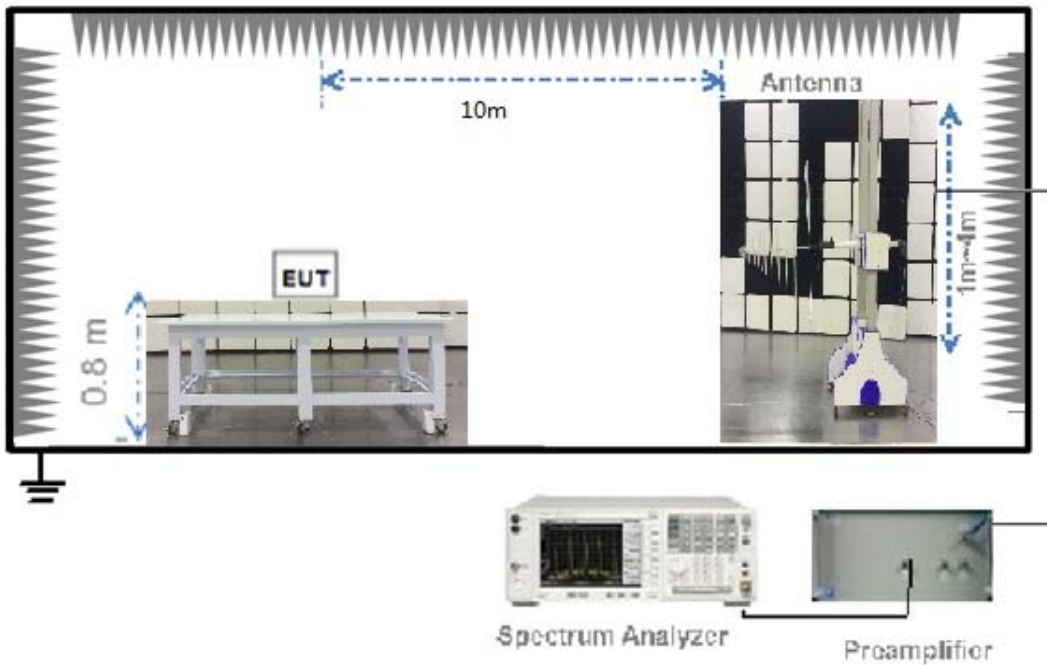 Antenna
10m
1m~4m
EUT
0.8 m
Spectrum Analyzer
Preamplifier